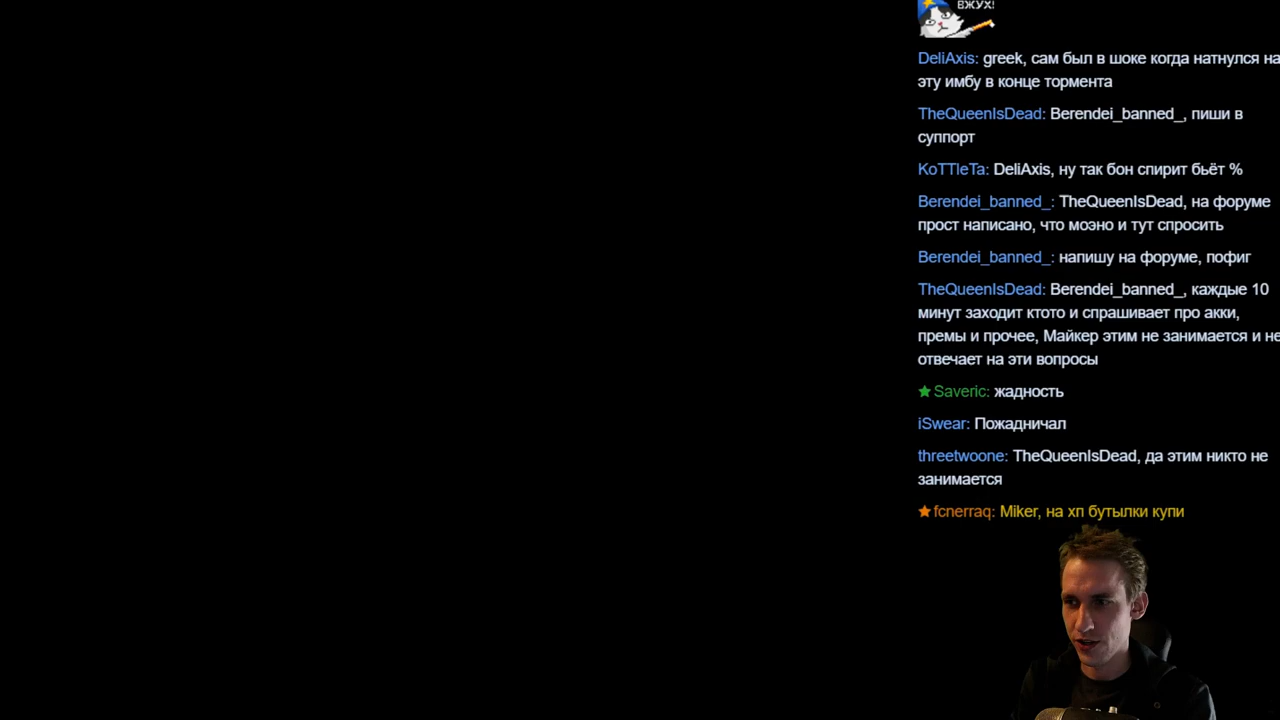 ВЖУХ!
DeliAxis: greek, сам был в шоке когда натнулся на
эту имбу в конце тормента
TheQueenIsDead: Berendei_banned_, пиши в
суппорт
KoTTleTa: DeliAxis, ну так бон спирит бьёт %
Berendei_banned_: TheQueenIsDead, на форуме
прост написано, что моэно и тут спросить
Berendei_banned_: напишу на форуме, пофиг
TheQueenIsDead: Berendei_banned_, каждые 10
минут заходит ктото и спрашивает про акки,
премы и прочее, Майкер этим не занимается и не
отвечает на эти вопросы
Saveric: жадность
iSwear: Пожадничал
threetwoone: TheQueenIsDead, да этим никто не
занимается
fcnerraq: Miker, на хп бутылки купи